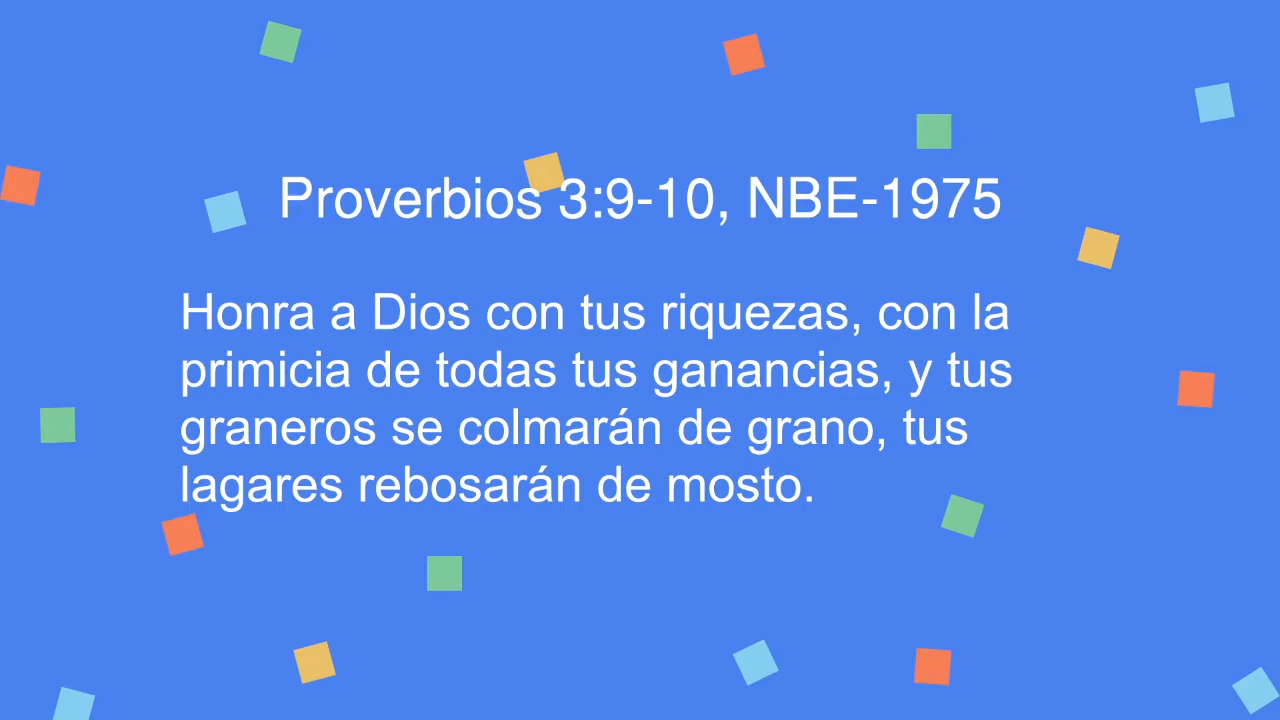 Proverbios 3:9-10, NBE-1975
Honra a Dios con tus riquezas, con la
primicia de todas tus ganancias, y tus
graneros se colmarán de grano, tus
lagares rebosarán de mosto.